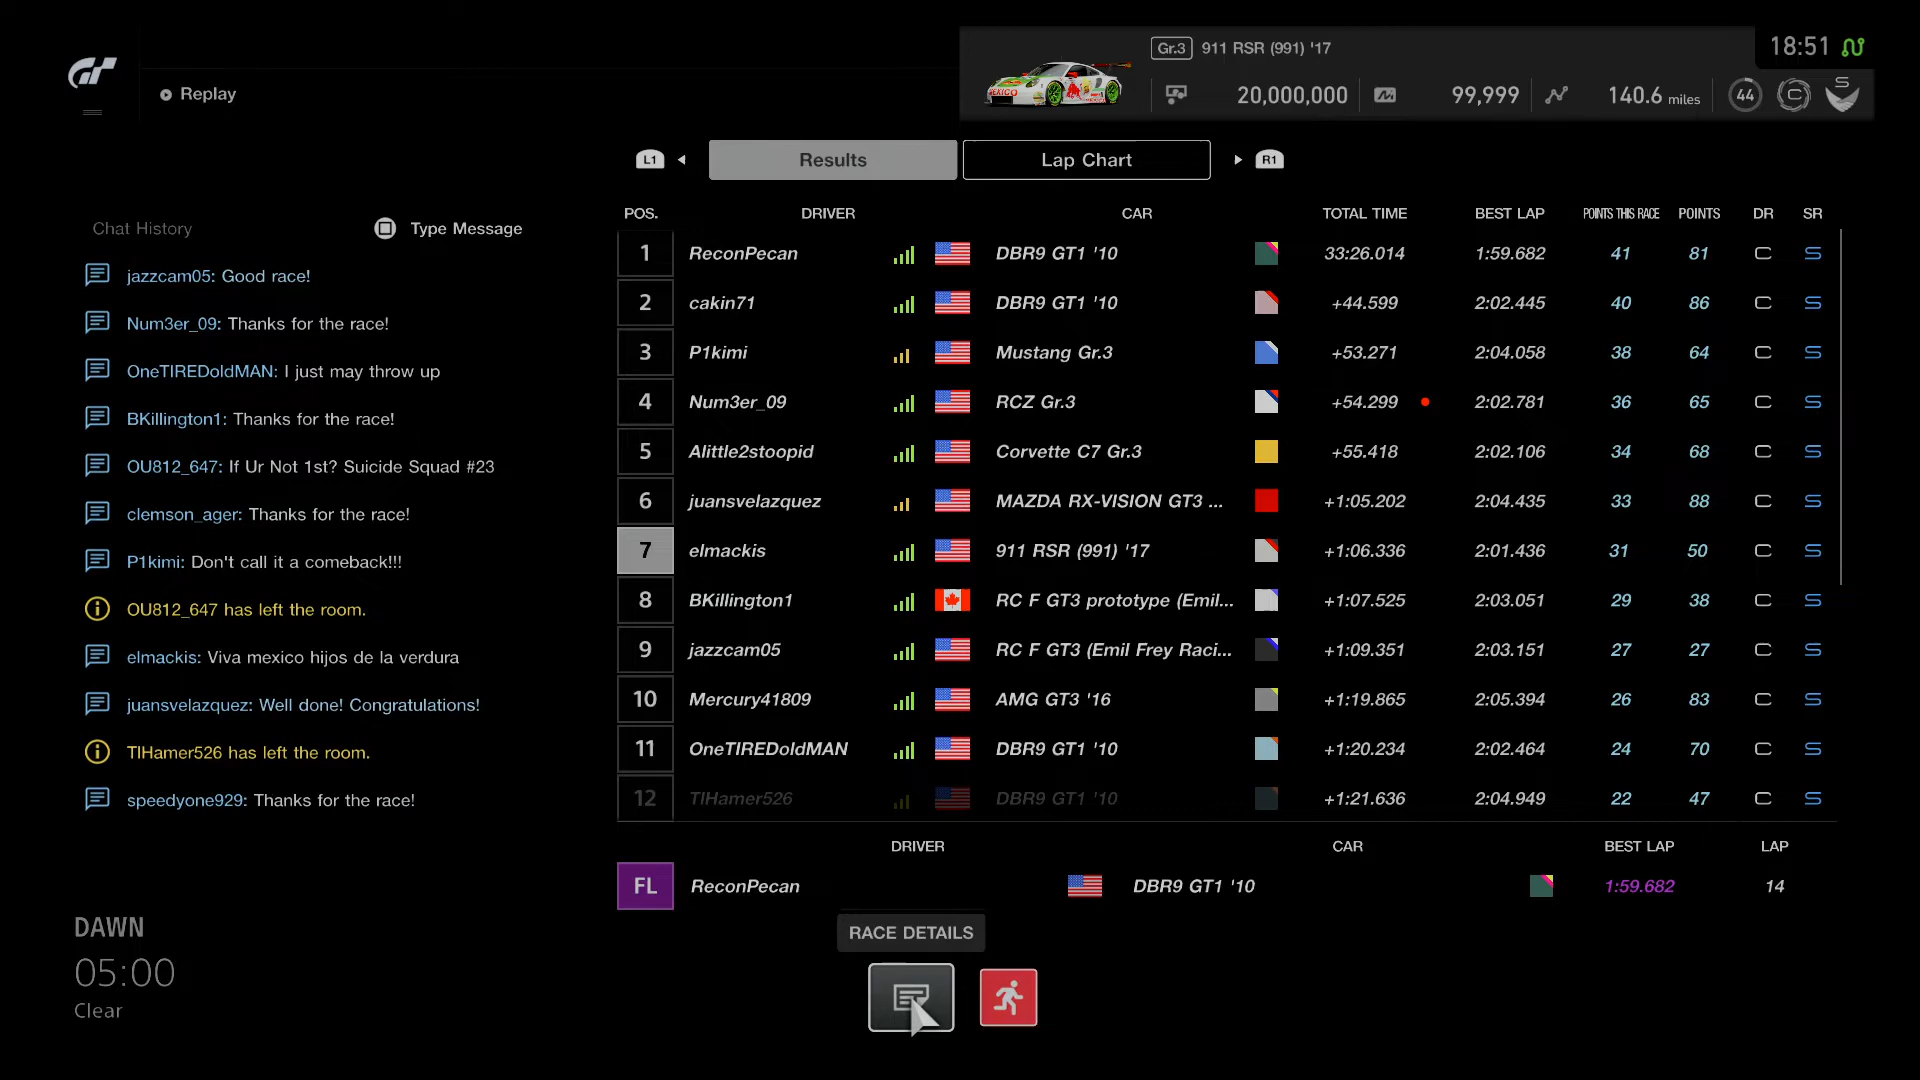 Gr.3 911 RSR (991) '17
18:51
Replay
20,000,000
99,999
140.6 miles
44
C
S
L1
Results
Lap Chart
R1
Chat History
Type Message
jazzcam05: Good race!
Num3er_09: Thanks for the race!
OneTIREDoldMAN: I just may throw up
BKillington1: Thanks for the race!
OU812_647: If Ur Not 1st? Suicide Squad #23
clemson_ager: Thanks for the race!
P1kimi: Don't call it a comeback!!!
OU812_647 has left the room.
elmackis: Viva mexico hijos de la verdura
juansvelazquez: Well done! Congratulations!
TIHamer526 has left the room.
speedyone929: Thanks for the race!
POS. DRIVER CAR TOTAL TIME BEST LAP POINTS THIS RACE POINTS DR SR
1 ReconPecan DBR9 GT1 '10 33:26.014 1:59.682 41 81 C S
2 cakin71 DBR9 GT1 '10 +44.599 2:02.445 40 86 C S
3 P1kimi Mustang Gr.3 +53.271 2:04.058 38 64 C S
4 Num3er_09 RCZ Gr.3 +54.299 2:02.781 36 65 C S
5 Alittle2stoopid Corvette C7 Gr.3 +55.418 2:02.106 34 68 C S
6 juansvelazquez MAZDA RX-VISION GT3 ... +1:05.202 2:04.435 33 88 C S
7 elmackis 911 RSR (991) '17 +1:06.336 2:01.436 31 50 C S
8 BKillington1 RC F GT3 prototype (Emil... +1:07.525 2:03.051 29 38 C S
9 jazzcam05 RC F GT3 (Emil Frey Raci... +1:09.351 2:03.151 27 27 C S
10 Mercury41809 AMG GT3 '16 +1:19.865 2:05.394 26 83 C S
11 OneTIREDoldMAN DBR9 GT1 '10 +1:20.234 2:02.464 24 70 C S
12 TIHamer526 DBR9 GT1 '10 +1:21.636 2:04.949 22 47 C S
DRIVER CAR BEST LAP LAP
FL ReconPecan DBR9 GT1 '10 1:59.682 14
RACE DETAILS
DAWN
05:00
Clear